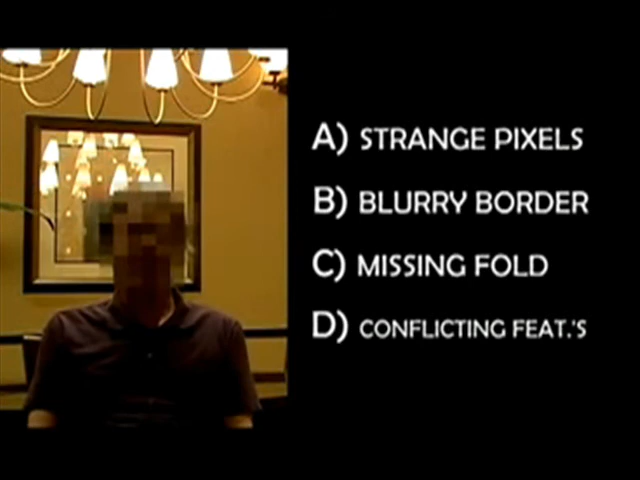 A) STRANGE PIXELS
B) BLURRY BORDER
C) MISSING FOLD
D) CONFLICTING FEAT.'S